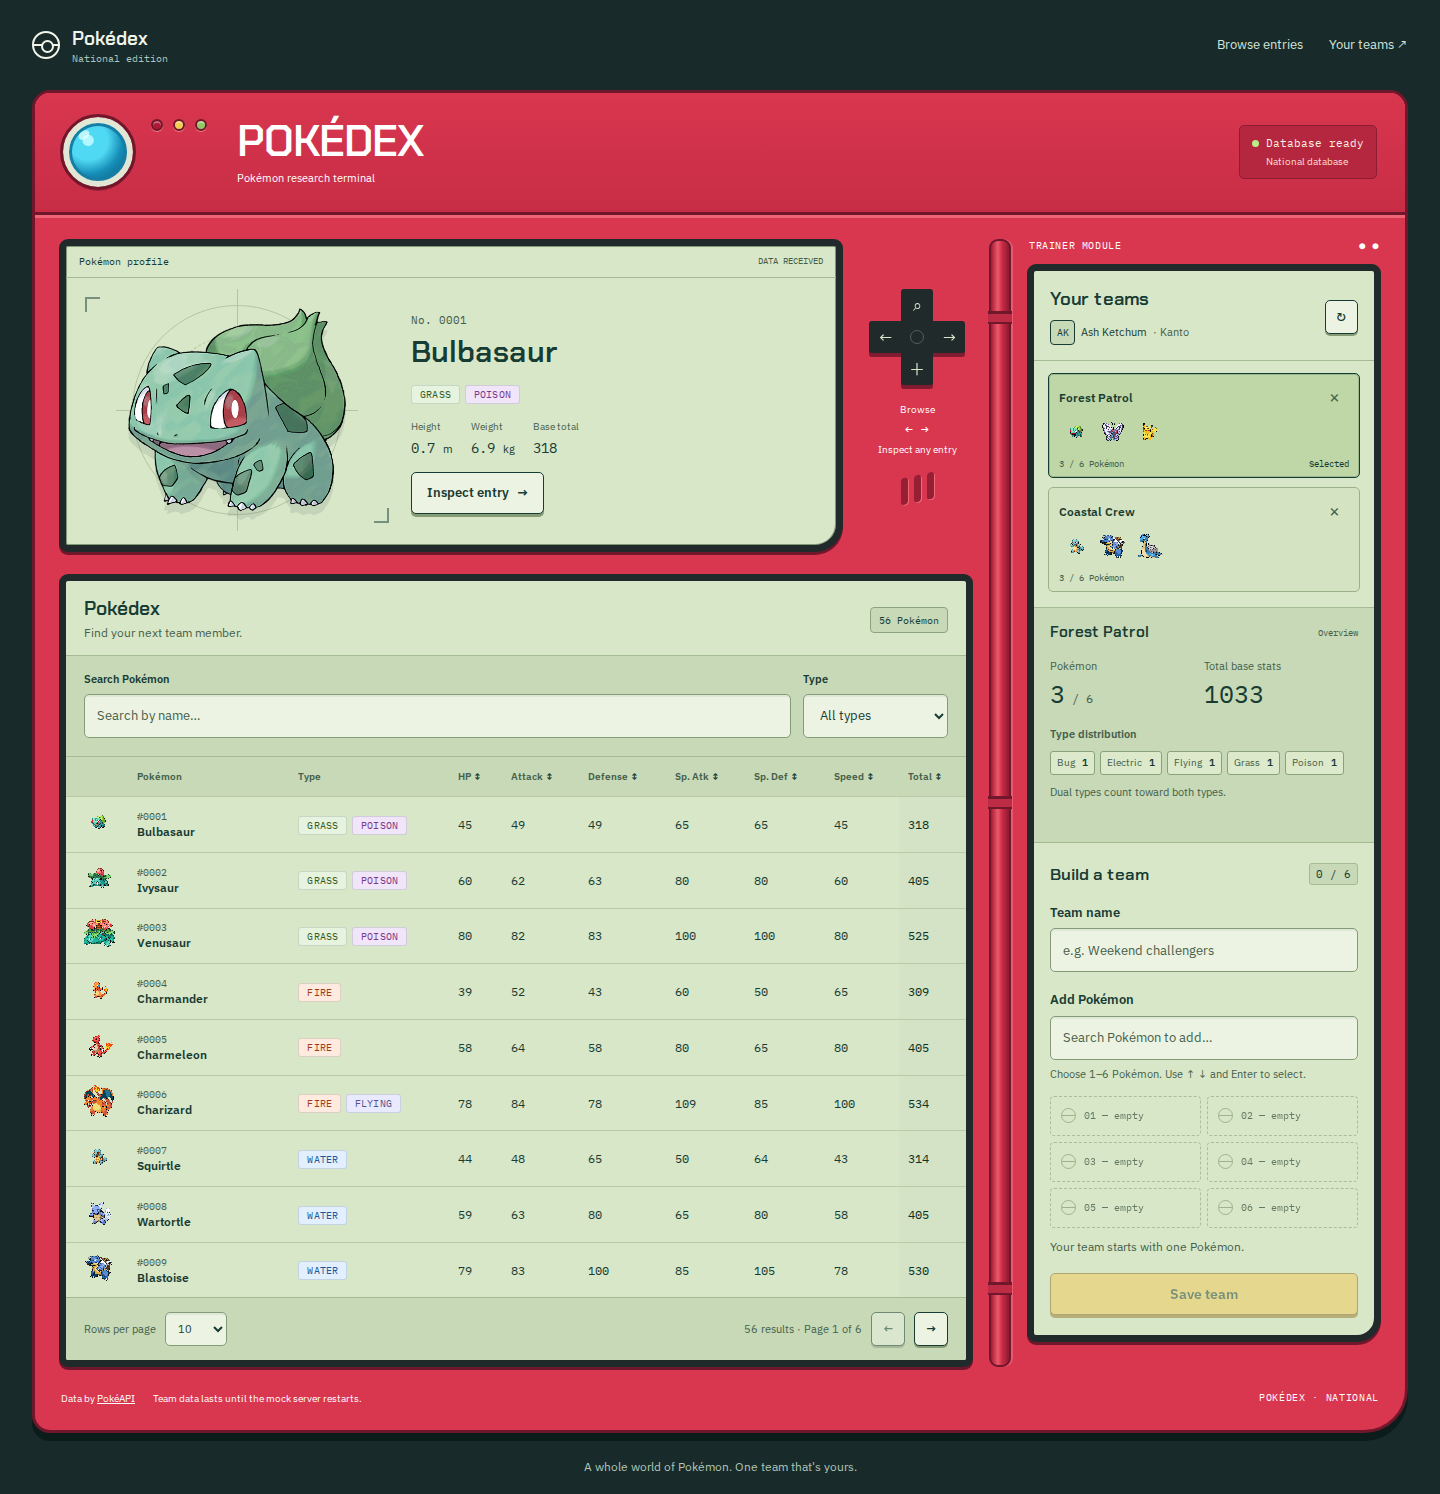 Pokédex
National edition
Browse entries
Your teams ↗
POKÉDEX
Pokémon research terminal
Database ready
National database
Pokémon profile
DATA RECEIVED
No. 0001
Bulbasaur
GRASS POISON
Height Weight Base total
0.7 m 6.9 kg 318
Inspect entry →
Browse
← →
Inspect any entry
Pokédex
Find your next team member.
56 Pokémon
Search Pokémon
Type
Search by name...
All types
Pokémon Type HP Attack Defense Sp. Atk Sp. Def Speed Total
#0001
Bulbasaur
GRASS POISON 45 49 49 65 65 45 318
#0002
Ivysaur
GRASS POISON 60 62 63 80 80 60 405
#0003
Venusaur
GRASS POISON 80 82 83 100 100 80 525
#0004
Charmander
FIRE 39 52 43 60 50 65 309
#0005
Charmeleon
FIRE 58 64 58 80 65 80 405
#0006
Charizard
FIRE FLYING 78 84 78 109 85 100 534
#0007
Squirtle
WATER 44 48 65 50 64 43 314
#0008
Wartortle
WATER 59 63 80 65 80 58 405
#0009
Blastoise
WATER 79 83 100 85 105 78 530
Rows per page 10
56 results · Page 1 of 6 ← →
TRAINER MODULE
Your teams
AK Ash Ketchum · Kanto
Forest Patrol
3 / 6 Pokémon
Selected
Coastal Crew
3 / 6 Pokémon
Forest Patrol
Overview
Pokémon Total base stats
3 / 6 1033
Type distribution
Bug 1 Electric 1 Flying 1 Grass 1 Poison 1
Dual types count toward both types.
Build a team
0 / 6
Team name
e.g. Weekend challengers
Add Pokémon
Search Pokémon to add...
Choose 1–6 Pokémon. Use ↑ ↓ and Enter to select.
01 — empty 02 — empty
03 — empty 04 — empty
05 — empty 06 — empty
Your team starts with one Pokémon.
Save team
Data by PokéAPI
Team data lasts until the mock server restarts.
POKÉDEX · NATIONAL
A whole world of Pokémon. One team that's yours.